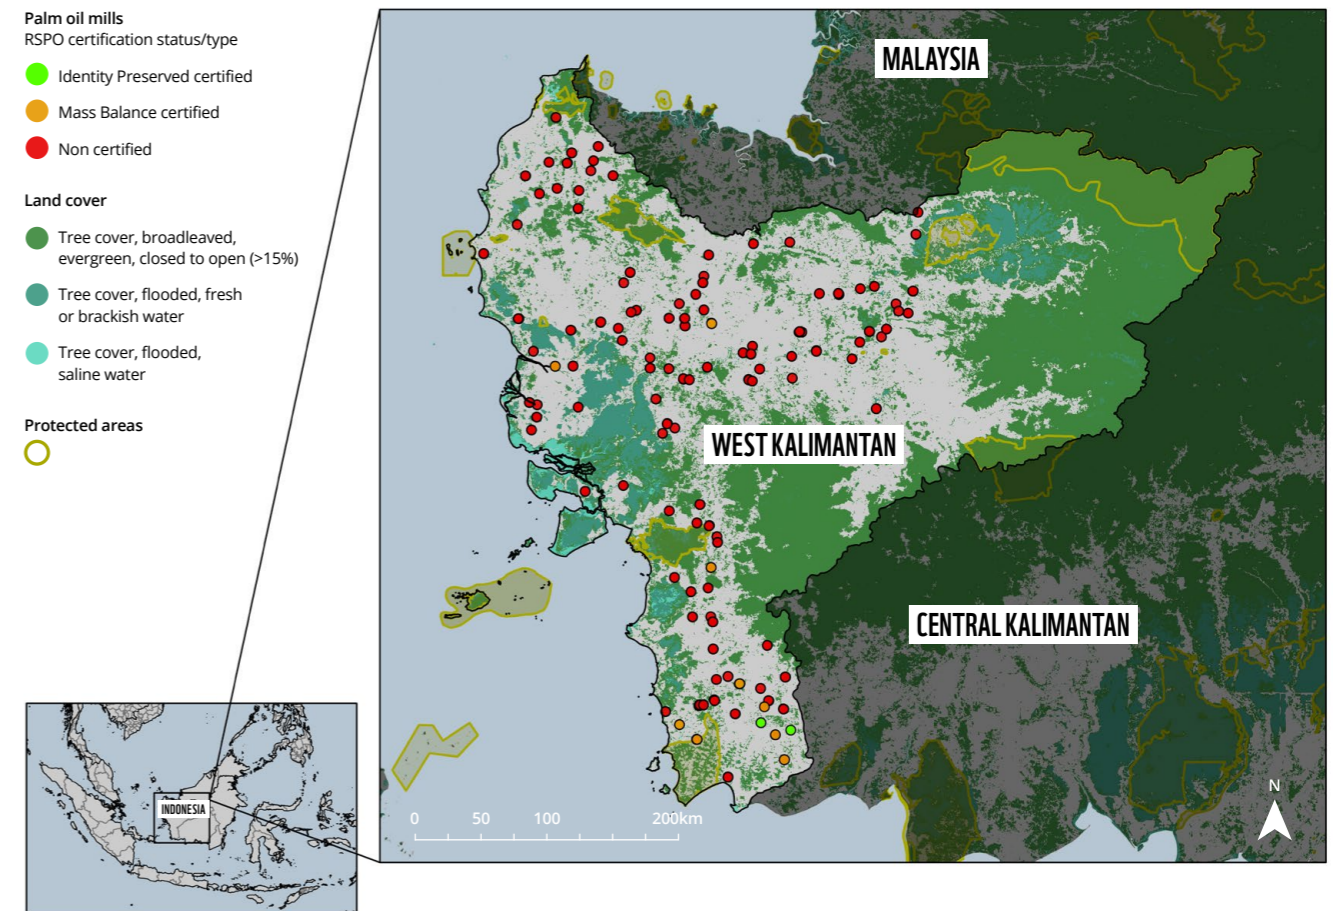 Palm oil mills
RSPO certification status/type
Identity Preserved certified
Mass Balance certified
Non certified
Land cover
Tree cover, broadleaved,
evergreen, closed to open (>15%)
Tree cover, flooded, fresh
or brackish water
Tree cover, flooded,
saline water
Protected areas
MALAYSIA
WEST KALIMANTAN
CENTRAL KALIMANTAN
INDONESIA
0 50 100 200km
N